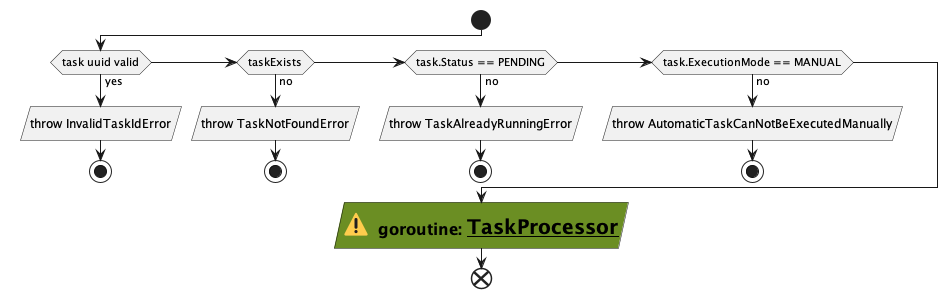 task uuid valid
taskExists
task.Status == PENDING
task.ExecutionMode == MANUAL
yes
no
no
no
throw InvalidTaskIdError
throw TaskNotFoundError
throw TaskAlreadyRunningError
throw AutomaticTaskCanNotBeExecutedManually
goroutine: TaskProcessor